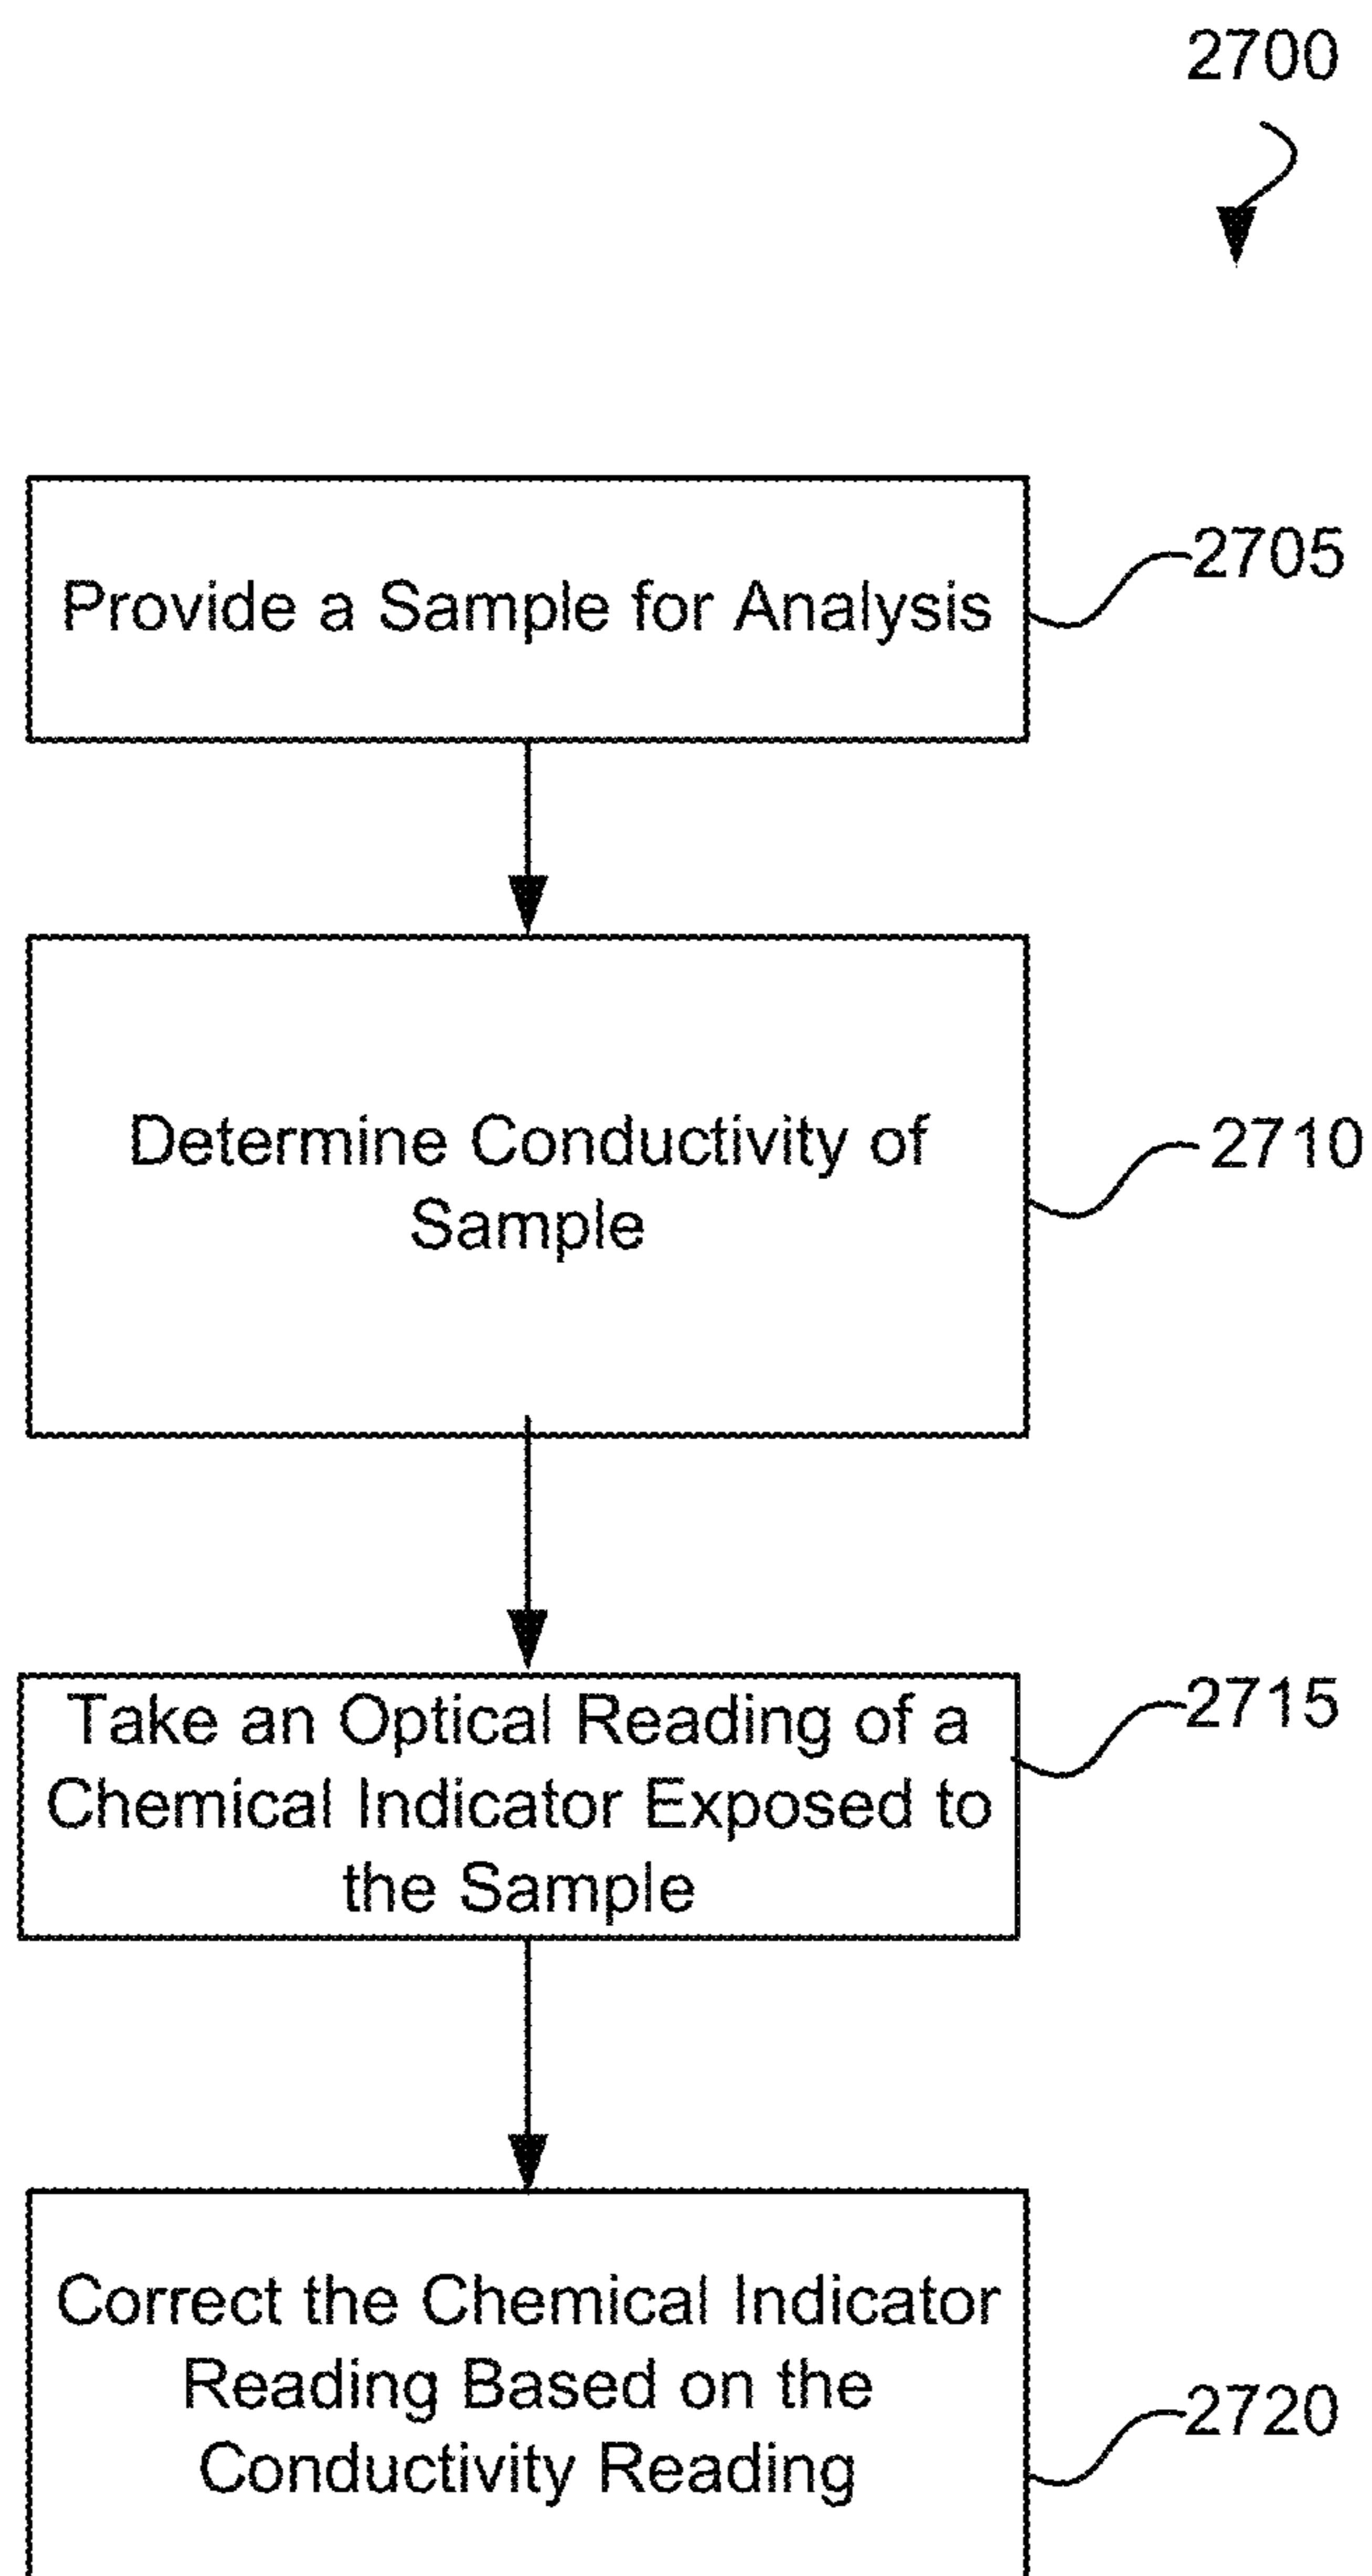 2700
Provide a Sample for Analysis
2705
Determine Conductivity of
Sample
2710
Take an Optical Reading of a
Chemical Indicator Exposed to
the Sample
2715
Correct the Chemical Indicator
Reading Based on the
Conductivity Reading
2720